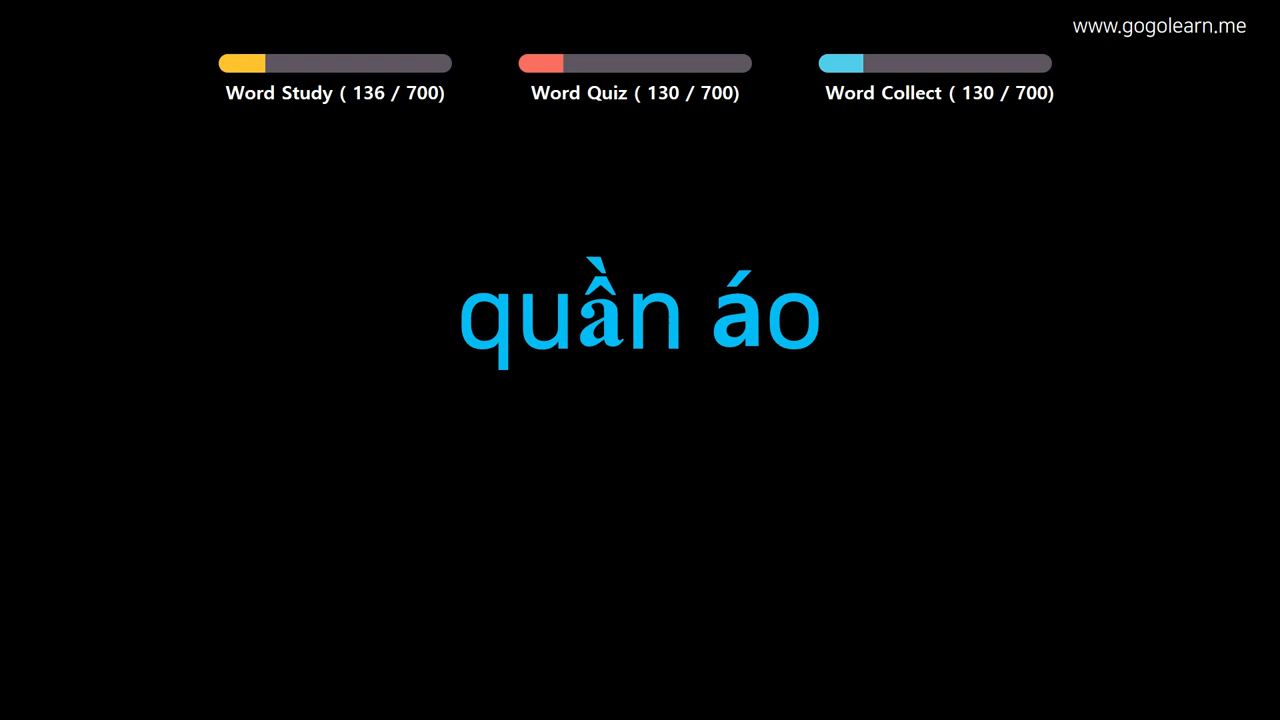 www.gogolearn.me
Word Study ( 136 / 700)
Word Quiz ( 130 / 700)
Word Collect ( 130 / 700)
quần áo